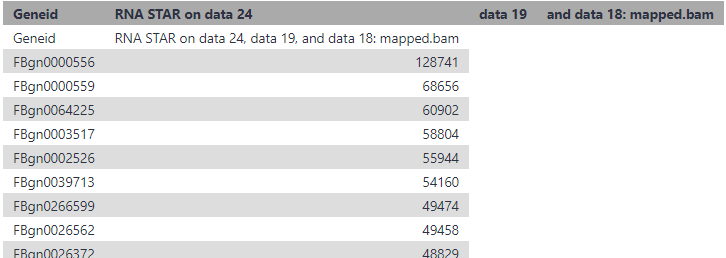 Geneid RNA STAR on data 24 data 19 and data 18: mapped.bam
Geneid RNA STAR on data 24, data 19, and data 18: mapped.bam
FBgn0000556 128741
FBgn0000559 68656
FBgn0064225 60902
FBgn0003517 58804
FBgn0002526 55944
FBgn0039713 54160
FBgn0266599 49474
FBgn0026562 49458
FBgn0026372 48829